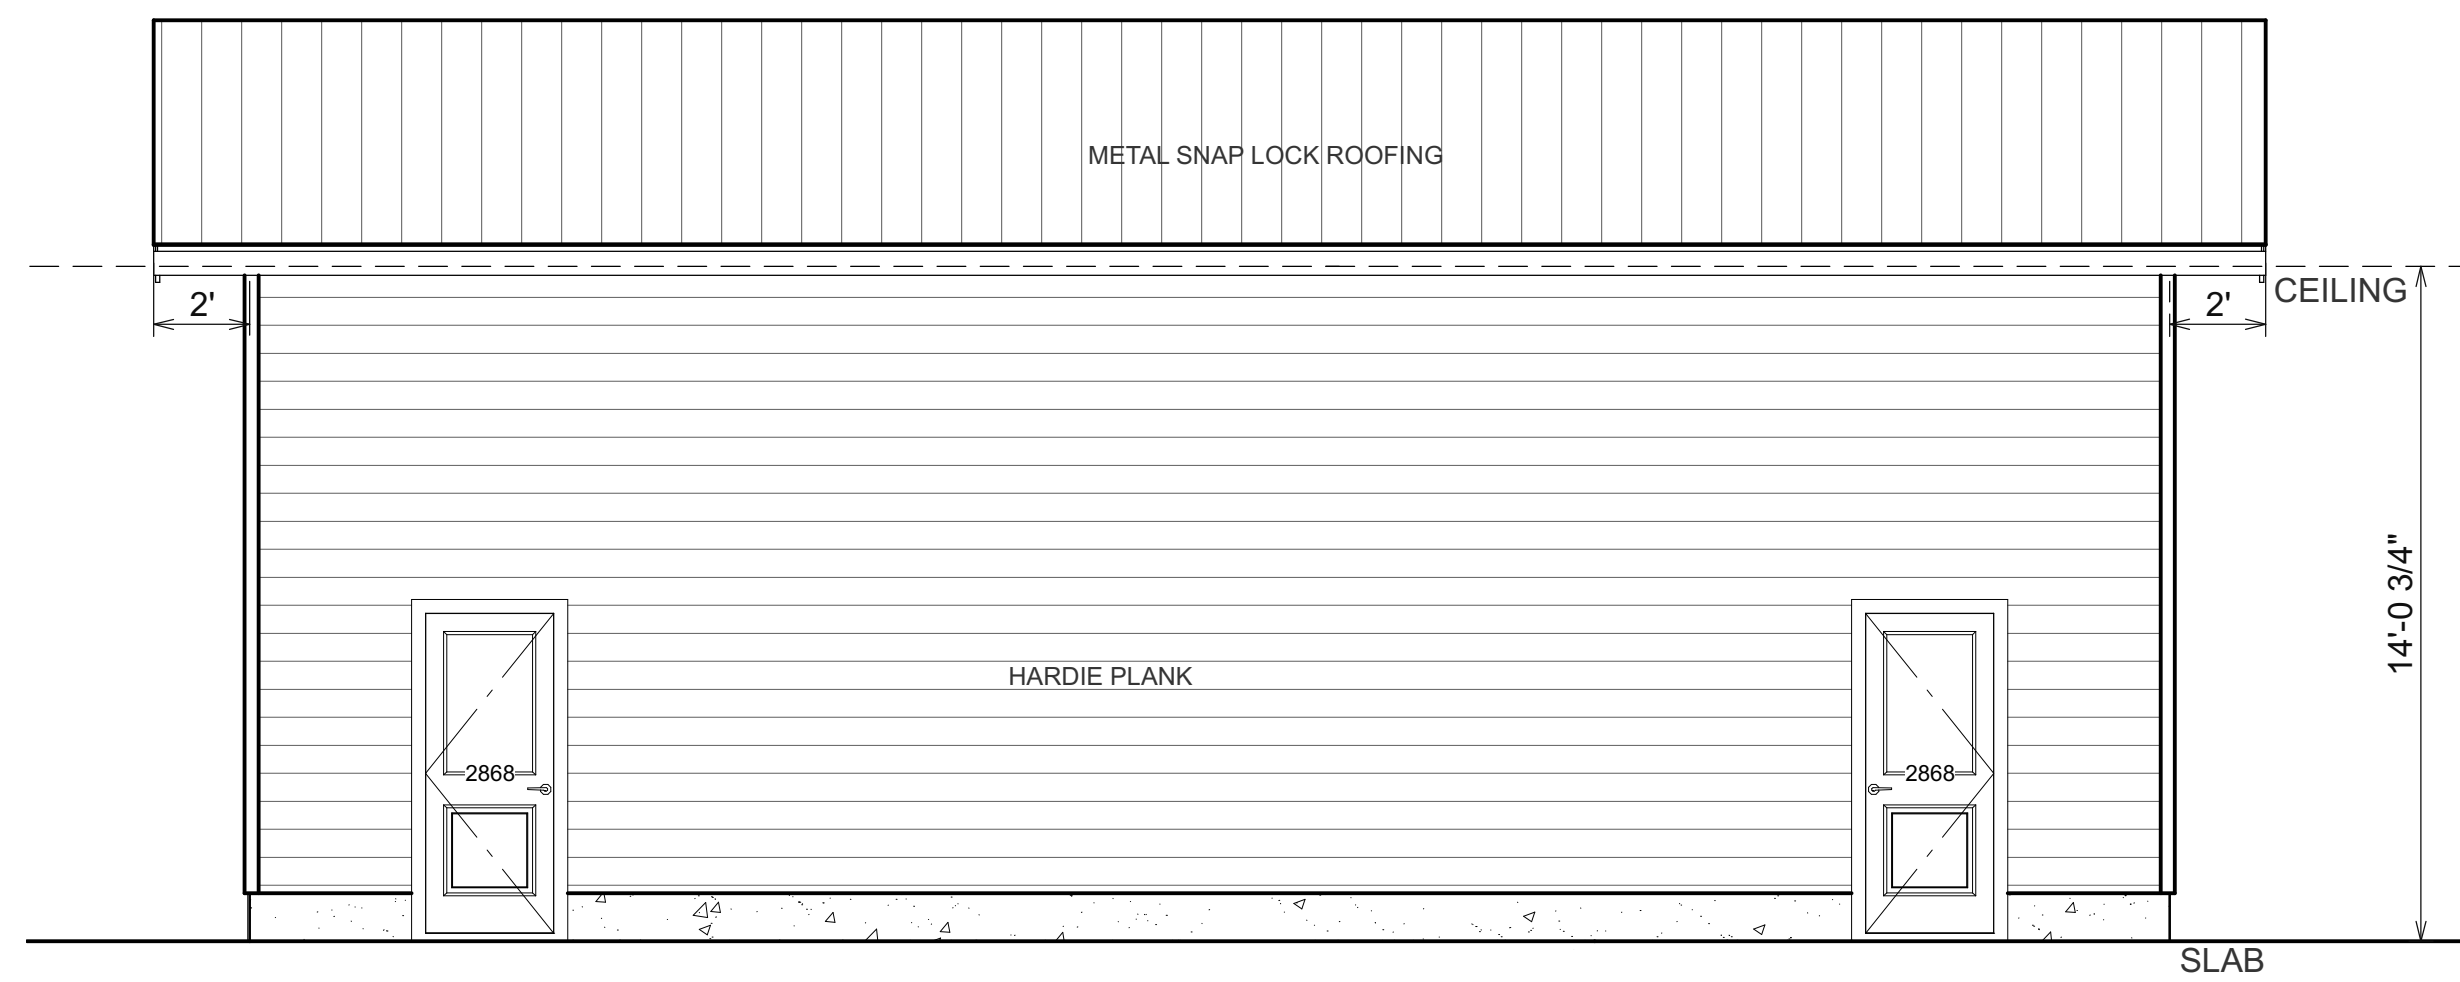 METAL SNAP LOCK ROOFING
2'
2'
CEILING
14'-0 3/4"
HARDIE PLANK
2868
2868
SLAB